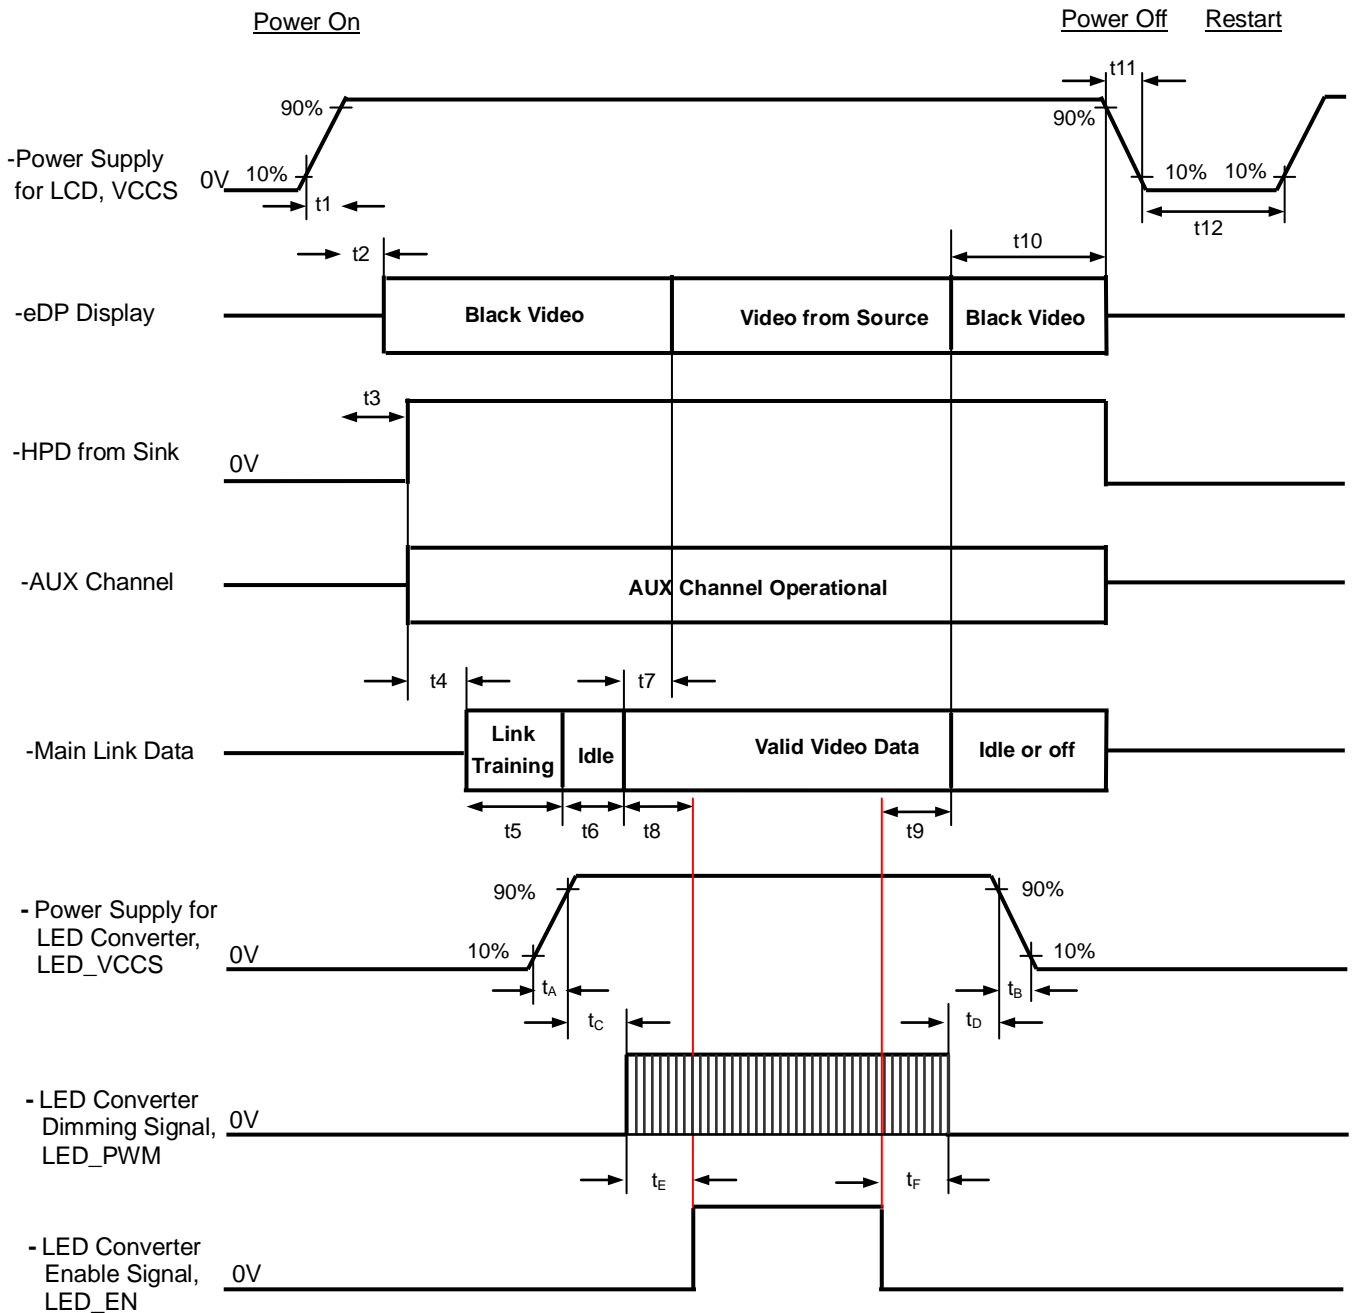 Power On
Power Off
Restart
t11
90%
90%
-Power Supply
for LCD, VCCS
0V
10%
10%
10%
t1
t12
t2
t10
-eDP Display
Black Video
Video from Source
Black Video
t3
-HPD from Sink
0V
-AUX Channel
AUX Channel Operational
t4
t7
-Main Link Data
Link
Training
Idle
Valid Video Data
Idle or off
t5
t6
t8
t9
90%
90%
- Power Supply for
LED Converter,
LED_VCCS
0V
10%
10%
tA
tB
tC
tD
- LED Converter
Dimming Signal,
LED_PWM
0V
tE
tF
- LED Converter
Enable Signal,
LED_EN
0V